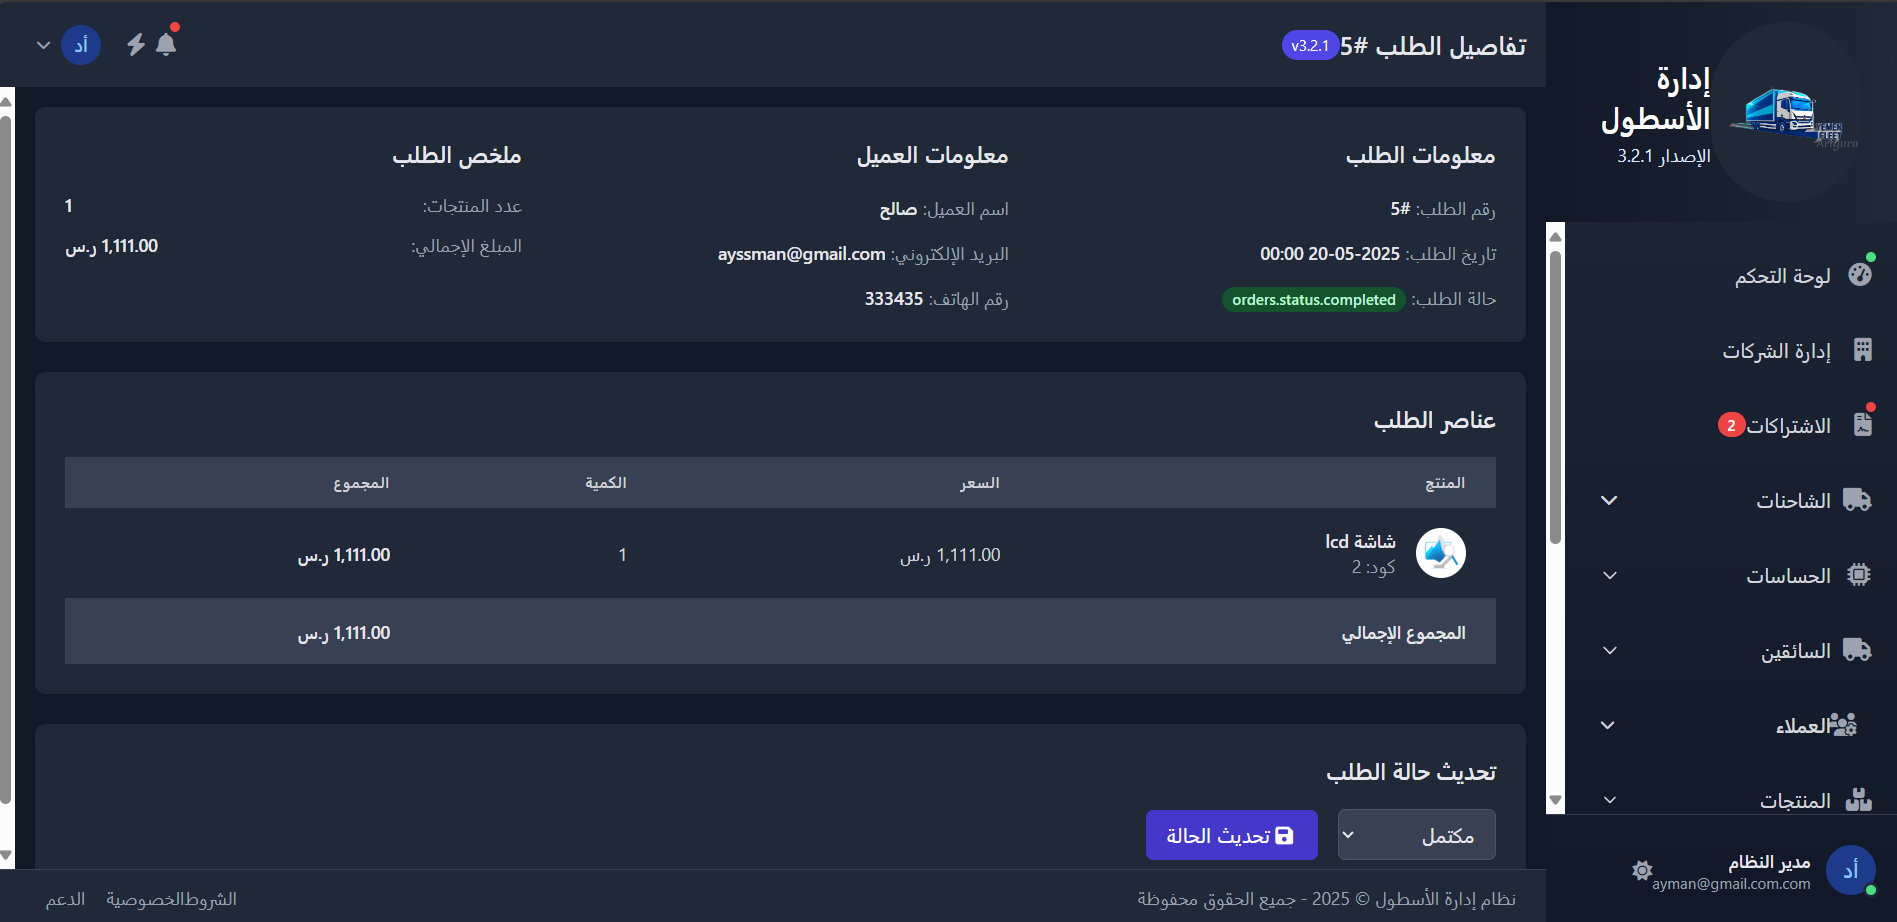 إدارة الأسطول
الإصدار 3.2.1
YEMEN
FLEET
Artguru
لوحة التحكم
إدارة الشركات
الاشتراكات 2
الشاحنات
الحساسات
السائقين
العملاء
المنتجات
أد
مدير النظام
ayman@gmail.com.com
تفاصيل الطلب #5 v3.2.1
أد
معلومات الطلب
رقم الطلب: #5
تاريخ الطلب: 20-05-2025 00:00
حالة الطلب: orders.status.completed
معلومات العميل
اسم العميل: صالح
البريد الإلكتروني: ayssman@gmail.com
رقم الهاتف: 333435
ملخص الطلب
عدد المنتجات: 1
المبلغ الإجمالي: 1,111.00 ر.س
عناصر الطلب
المنتج السعر الكمية المجموع
شاشة lcd
كود: 2
1,111.00 ر.س 1 1,111.00 ر.س
المجموع الإجمالي 1,111.00 ر.س
تحديث حالة الطلب
مكتمل تحديث الحالة
نظام إدارة الأسطول © 2025 - جميع الحقوق محفوظة
الشروطالخصوصية الدعم